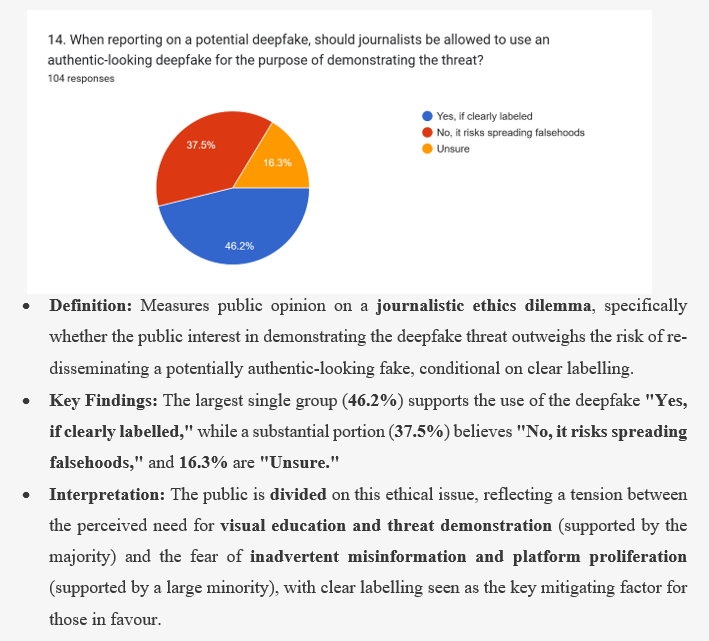 14. When reporting on a potential deepfake, should journalists be allowed to use an
authentic-looking deepfake for the purpose of demonstrating the threat?
104 responses
Yes, if clearly labeled
No, it risks spreading falsehoods
Unsure
37.5%
16.3%
46.2%
• Definition: Measures public opinion on a journalistic ethics dilemma, specifically
whether the public interest in demonstrating the deepfake threat outweighs the risk of re-
disseminating a potentially authentic-looking fake, conditional on clear labelling.
• Key Findings: The largest single group (46.2%) supports the use of the deepfake "Yes,
if clearly labelled," while a substantial portion (37.5%) believes "No, it risks spreading
falsehoods," and 16.3% are "Unsure."
• Interpretation: The public is divided on this ethical issue, reflecting a tension between
the perceived need for visual education and threat demonstration (supported by the
majority) and the fear of inadvertent misinformation and platform proliferation
(supported by a large minority), with clear labelling seen as the key mitigating factor for
those in favour.